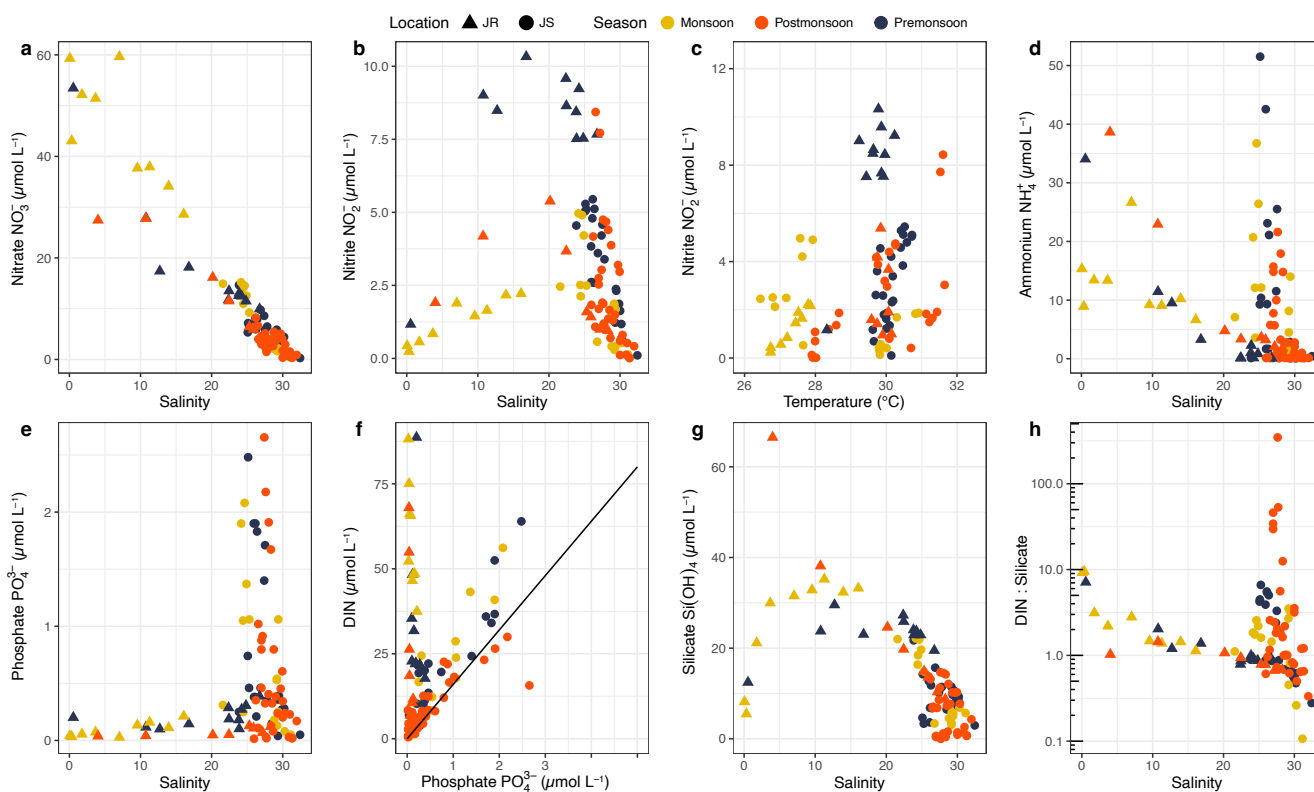 Location JR JS Season Monsoon Postmonsoon Premonsoon
a
60
40
20
0
0 10 20 30
Nitrate NO₃⁻ (µmol L⁻¹)
Salinity
b
10.0
7.5
5.0
2.5
0.0
0 10 20 30
Nitrite NO₂⁻ (µmol L⁻¹)
Salinity
c
12
8
4
0
26 28 30 32
Nitrite NO₂⁻ (µmol L⁻¹)
Temperature (°C)
d
50
40
30
20
10
0
0 10 20 30
Ammonium NH₄⁺ (µmol L⁻¹)
Salinity
e
2
1
0
0 10 20 30
Phosphate PO₄³⁻ (µmol L⁻¹)
Salinity
f
75
50
25
0
0 1 2 3
DIN (µmol L⁻¹)
Phosphate PO₄³⁻ (µmol L⁻¹)
g
60
40
20
0
0 10 20 30
Silicate Si(OH)₄ (µmol L⁻¹)
Salinity
h
100.0
10.0
1.0
0.1
0 10 20 30
DIN : Silicate
Salinity